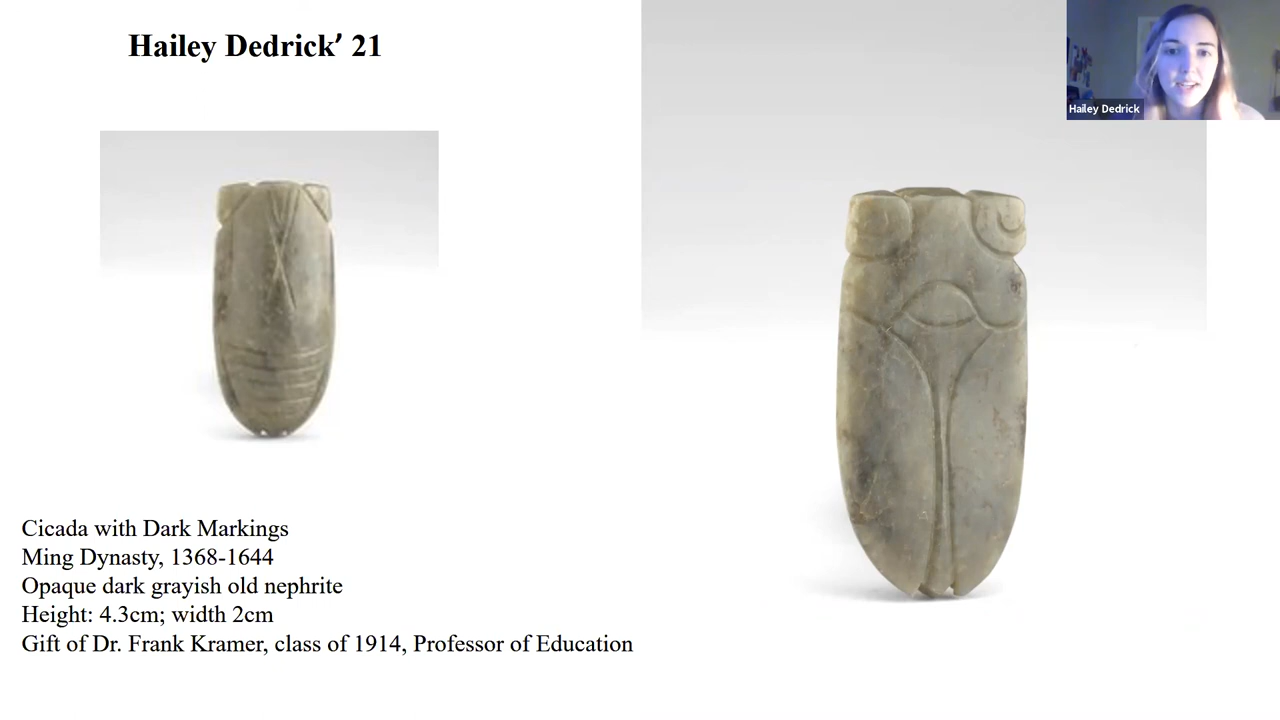 Hailey Dedrick’ 21
Hailey Dedrick
Cicada with Dark Markings
Ming Dynasty, 1368-1644
Opaque dark grayish old nephrite
Height: 4.3cm; width 2cm
Gift of Dr. Frank Kramer, class of 1914, Professor of Education